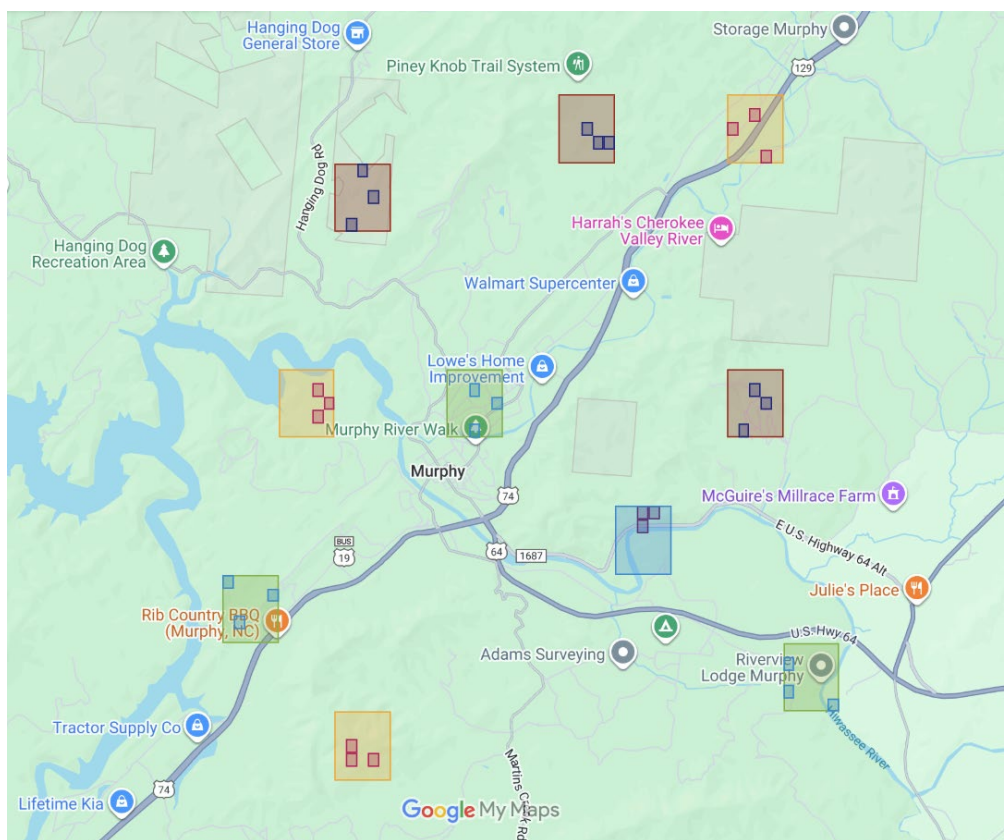 Hanging Dog
General Store
Storage Murphy
Piney Knob Trail System
129
Hanging Dog Rd
Harrah's Cherokee
Valley River
Hanging Dog
Recreation Area
Walmart Supercenter
Lowe's Home
Improvement
Murphy River Walk
Murphy
74
McGuire's Millrace Farm
BUS
19
64
1687
E U.S. Highway 64 Alt
Julie's Place
Rib Country BBQ
(Murphy, NC)
U.S. Hwy 64
Adams Surveying
Riverview
Lodge Murphy
Hiwassee River
Tractor Supply Co
Martins Creek Rd
74
Lifetime Kia
Google My Maps